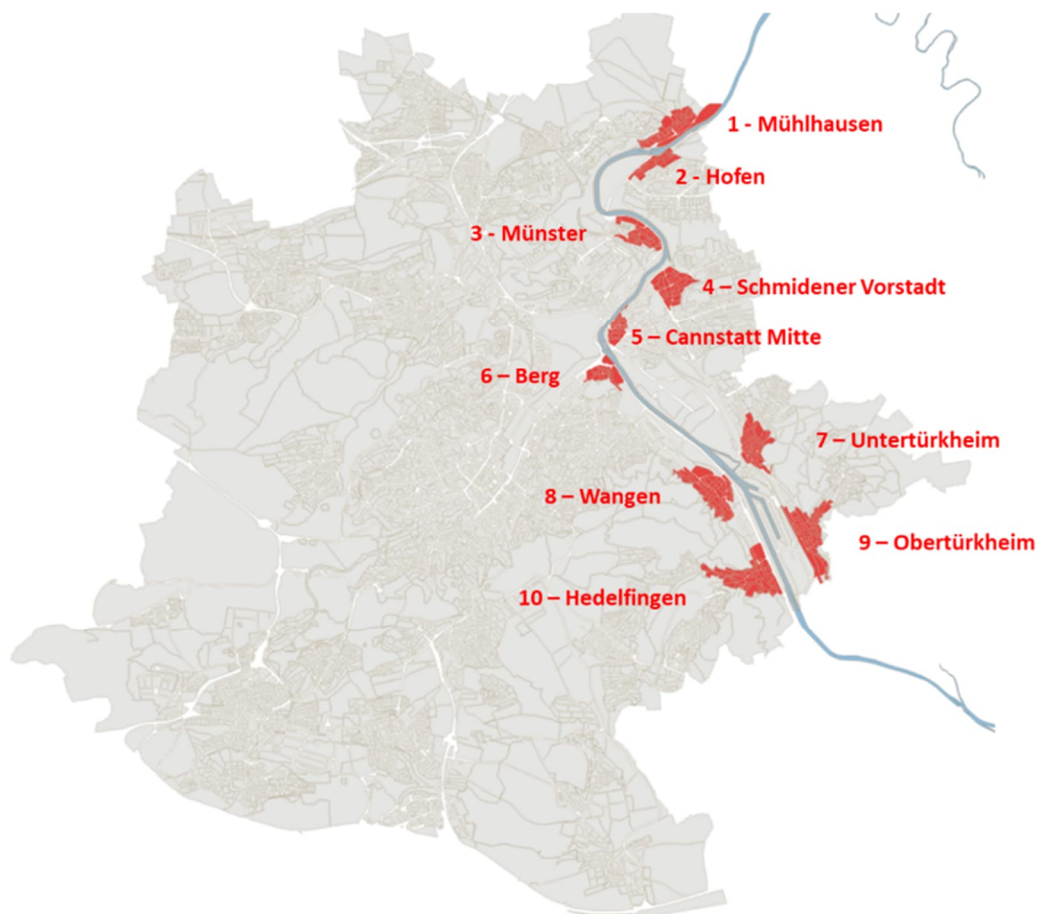 1 - Mühlhausen
2 - Hofen
3 - Münster
4 – Schmidener Vorstadt
5 – Cannstatt Mitte
6 – Berg
7 – Untertürkheim
8 – Wangen
9 – Obertürkheim
10 – Hedelfingen